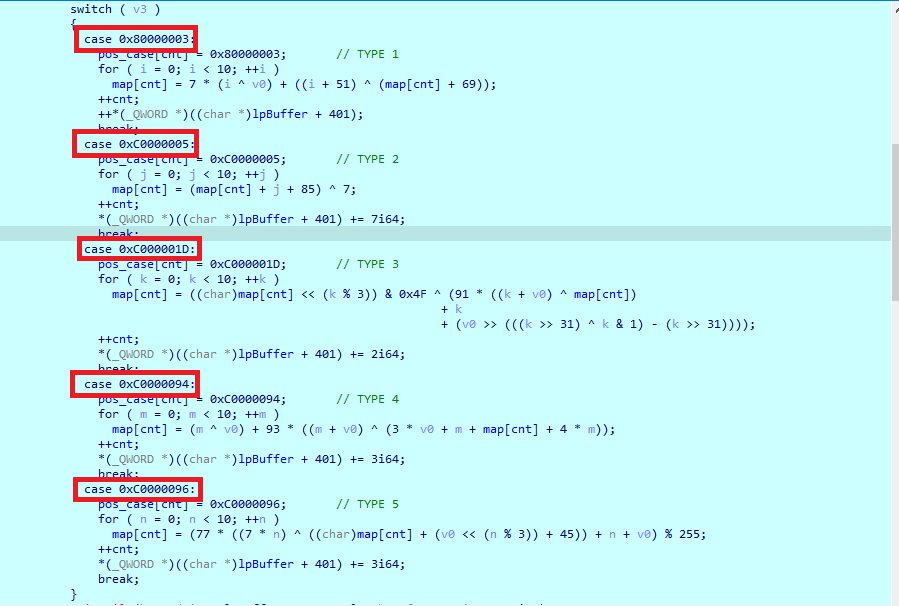 switch ( v3 )
{
case 0x80000003:
pos_case[cnt] = 0x80000003; // TYPE 1
for ( i = 0; i < 10; ++i )
map[cnt] = 7 * (i ^ v0) + ((i + 51) ^ (map[cnt] + 69));
++cnt;
++*(_QWORD *)((char *)lpBuffer + 401);
break;
case 0xC0000005:
pos_case[cnt] = 0xC0000005; // TYPE 2
for ( j = 0; j < 10; ++j )
map[cnt] = (map[cnt] + j + 85) ^ 7;
++cnt;
*(_QWORD *)((char *)lpBuffer + 401) += 7i64;
break;
case 0xC000001D:
pos_case[cnt] = 0xC000001D; // TYPE 3
for ( k = 0; k < 10; ++k )
map[cnt] = ((char)map[cnt] << (k % 3)) & 0x4F ^ (91 * ((k + v0) ^ map[cnt])
+ k
+ (v0 >> (((k >> 31) ^ k & 1) - (k >> 31))));
++cnt;
*(_QWORD *)((char *)lpBuffer + 401) += 2i64;
break;
case 0xC0000094:
pos_case[cnt] = 0xC0000094; // TYPE 4
for ( m = 0; m < 10; ++m )
map[cnt] = (m ^ v0) + 93 * ((m + v0) ^ (3 * v0 + m + map[cnt] + 4 * m));
++cnt;
*(_QWORD *)((char *)lpBuffer + 401) += 3i64;
break;
case 0xC0000096:
pos_case[cnt] = 0xC0000096; // TYPE 5
for ( n = 0; n < 10; ++n )
map[cnt] = (77 * ((7 * n) ^ ((char)map[cnt] + (v0 << (n % 3)) + 45)) + n + v0) % 255;
++cnt;
*(_QWORD *)((char *)lpBuffer + 401) += 3i64;
break;
}